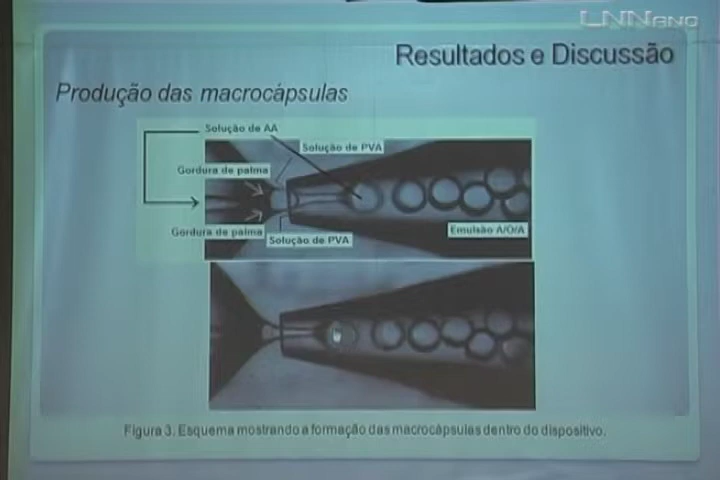 LNNano
Resultados e Discussão
Produção das macrocápsulas
Solução de AA
Solução de PVA
Gordura de palma
Gordura de palma
Solução de PVA
Emulsão A/O/A
Figura 3. Esquema mostrando a formação das macrocápsulas dentro do dispositivo.